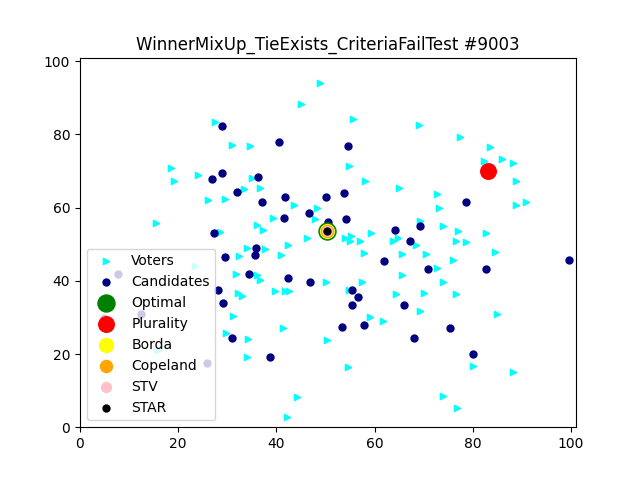 WinnerMixUp_TieExists_CriteriaFailTest #9003
100
80
60
40
20
0
Voters
Candidates
Optimal
Plurality
Borda
Copeland
STV
STAR
0 20 40 60 80 100